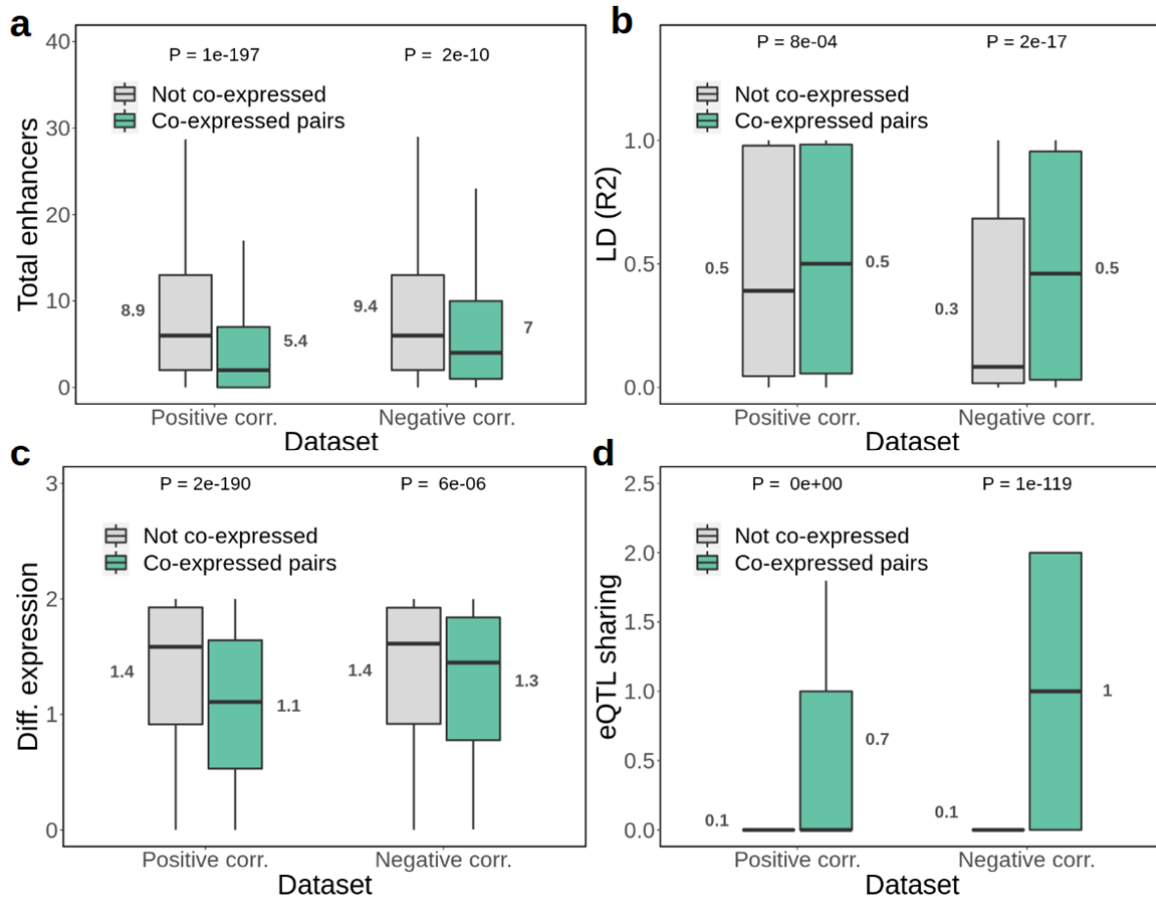 a
Total enhancers
40
30
20
10
0
P = 1e-197
P = 2e-10
Not co-expressed
Co-expressed pairs
8.9
5.4
9.4
7
Positive corr.
Negative corr.
Dataset
b
LD (R2)
1.0
0.5
0.0
P = 8e-04
P = 2e-17
Not co-expressed
Co-expressed pairs
0.5
0.5
0.3
0.5
Positive corr.
Negative corr.
Dataset
c
Diff. expression
3
2
1
0
P = 2e-190
P = 6e-06
Not co-expressed
Co-expressed pairs
1.4
1.1
1.4
1.3
Positive corr.
Negative corr.
Dataset
d
eQTL sharing
2.5
2.0
1.5
1.0
0.5
0.0
P = 0e+00
P = 1e-119
Not co-expressed
Co-expressed pairs
0.1
0.7
0.1
1
Positive corr.
Negative corr.
Dataset